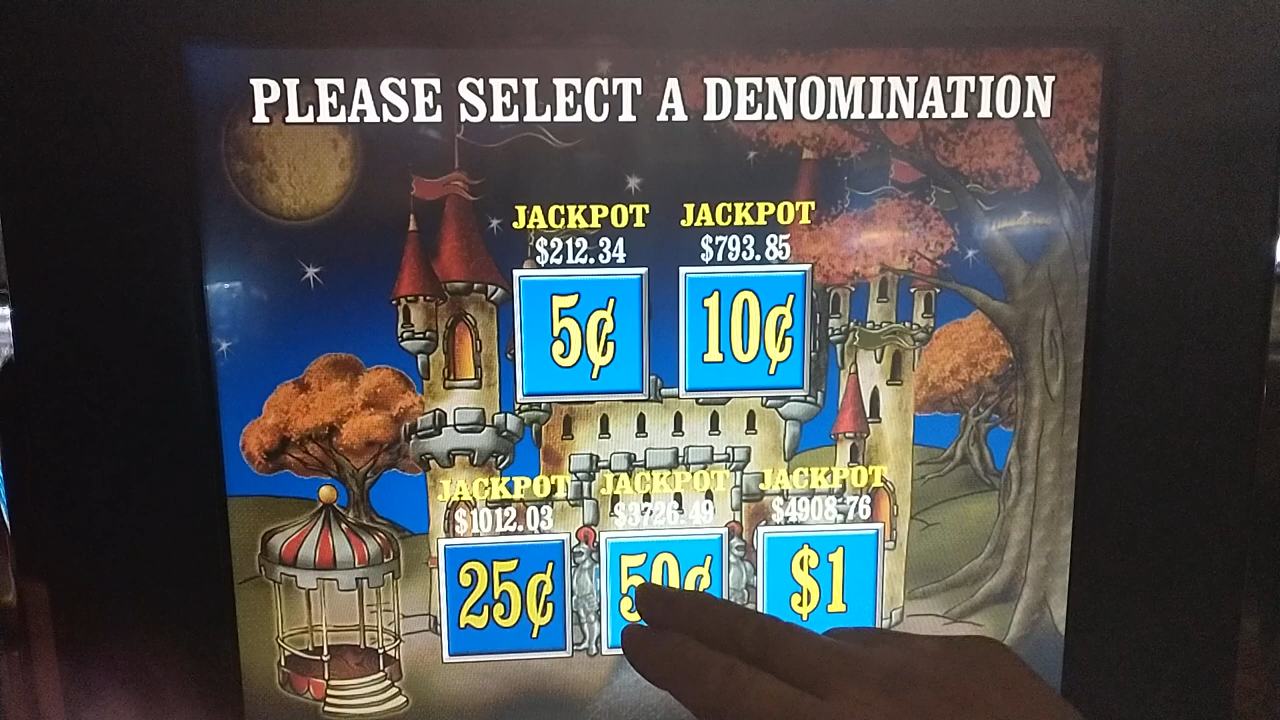 PLEASE SELECT A DENOMINATION
JACKPOT JACKPOT
$212.34 $793.85
5¢ 10¢
JACKPOT JACKPOT JACKPOT
$1012.03 $3726.49 $4908.76
25¢ 50¢ $1